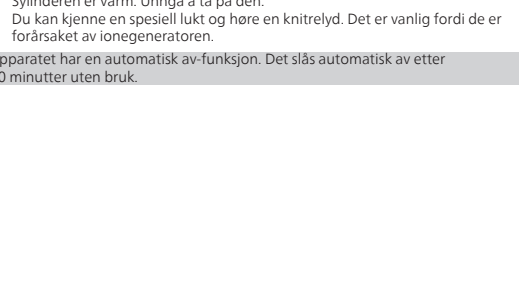 Sylinderen er varm. Unngå å ta på den.
Du kan kjenne en spesiell lukt og høre en knitrelyd. Det er vanlig fordi de er
forårsaket av ionegeneratoren.
pparatet har en automatisk av-funksjon. Det slås automatisk av etter
0 minutter uten bruk.